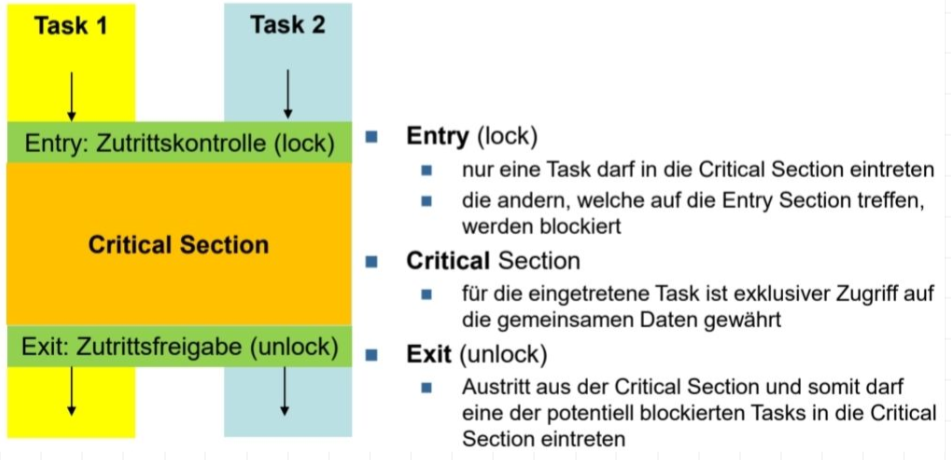 Task 1
Task 2
Entry: Zutrittskontrolle (lock)
Critical Section
Exit: Zutrittsfreigabe (unlock)
Entry (lock)
nur eine Task darf in die Critical Section eintreten
die andern, welche auf die Entry Section treffen,
werden blockiert
Critical Section
für die eingetretene Task ist exklusiver Zugriff auf
die gemeinsamen Daten gewährt
Exit (unlock)
Austritt aus der Critical Section und somit darf
eine der potentiell blockierten Tasks in die Critical
Section eintreten